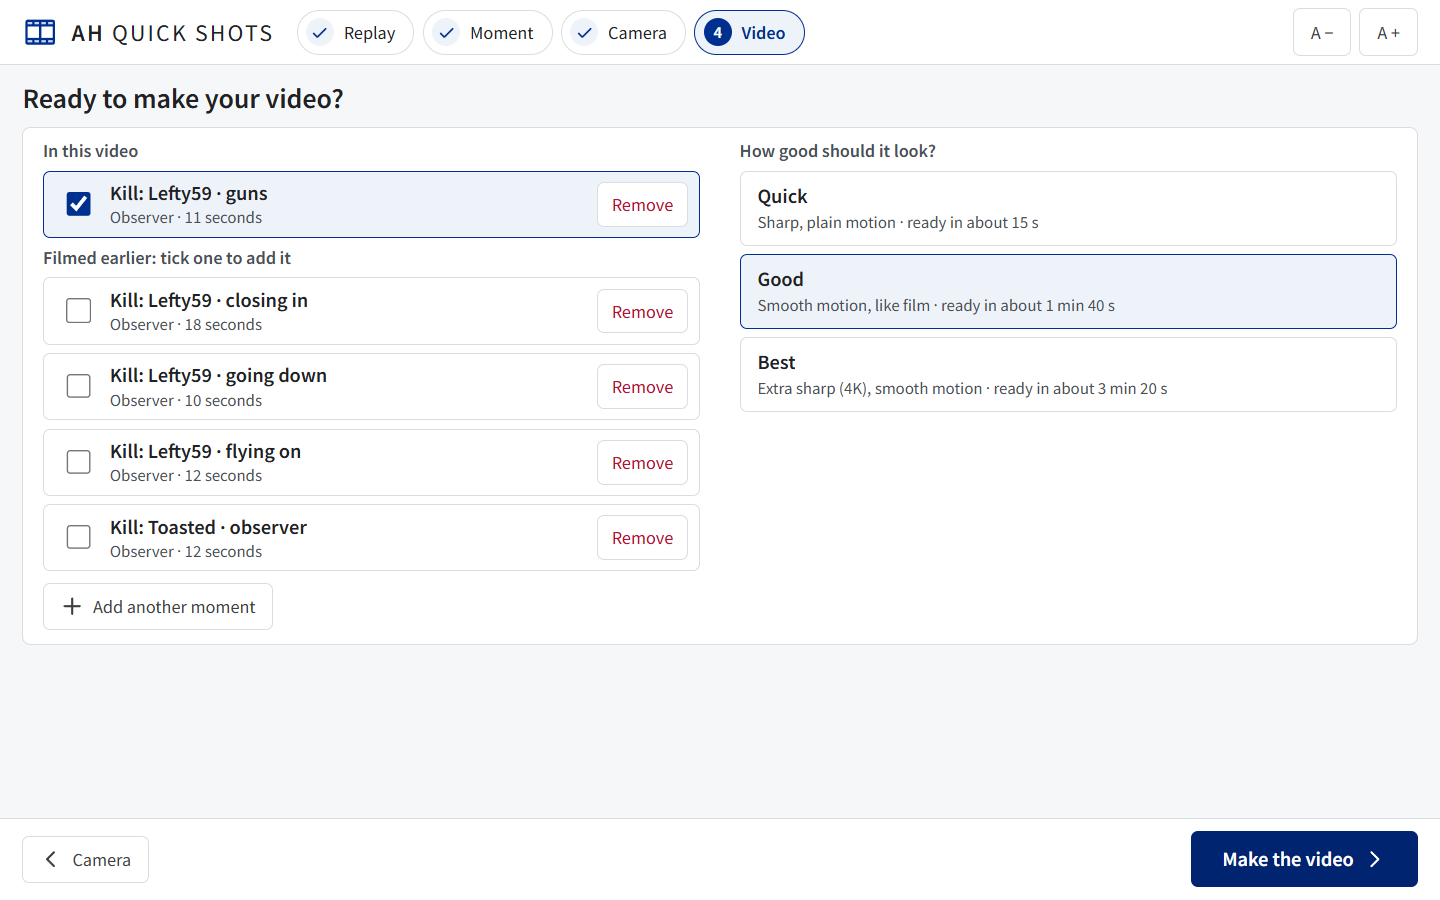 AH QUICK SHOTS
Replay
Moment
Camera
4 Video
A −
A +
Ready to make your video?
In this video
Kill: Lefty59 · guns
Observer · 11 seconds
Remove
Filmed earlier: tick one to add it
Kill: Lefty59 · closing in
Observer · 18 seconds
Remove
Kill: Lefty59 · going down
Observer · 10 seconds
Remove
Kill: Lefty59 · flying on
Observer · 12 seconds
Remove
Kill: Toasted · observer
Observer · 12 seconds
Remove
Add another moment
How good should it look?
Quick
Sharp, plain motion · ready in about 15 s
Good
Smooth motion, like film · ready in about 1 min 40 s
Best
Extra sharp (4K), smooth motion · ready in about 3 min 20 s
Camera
Make the video